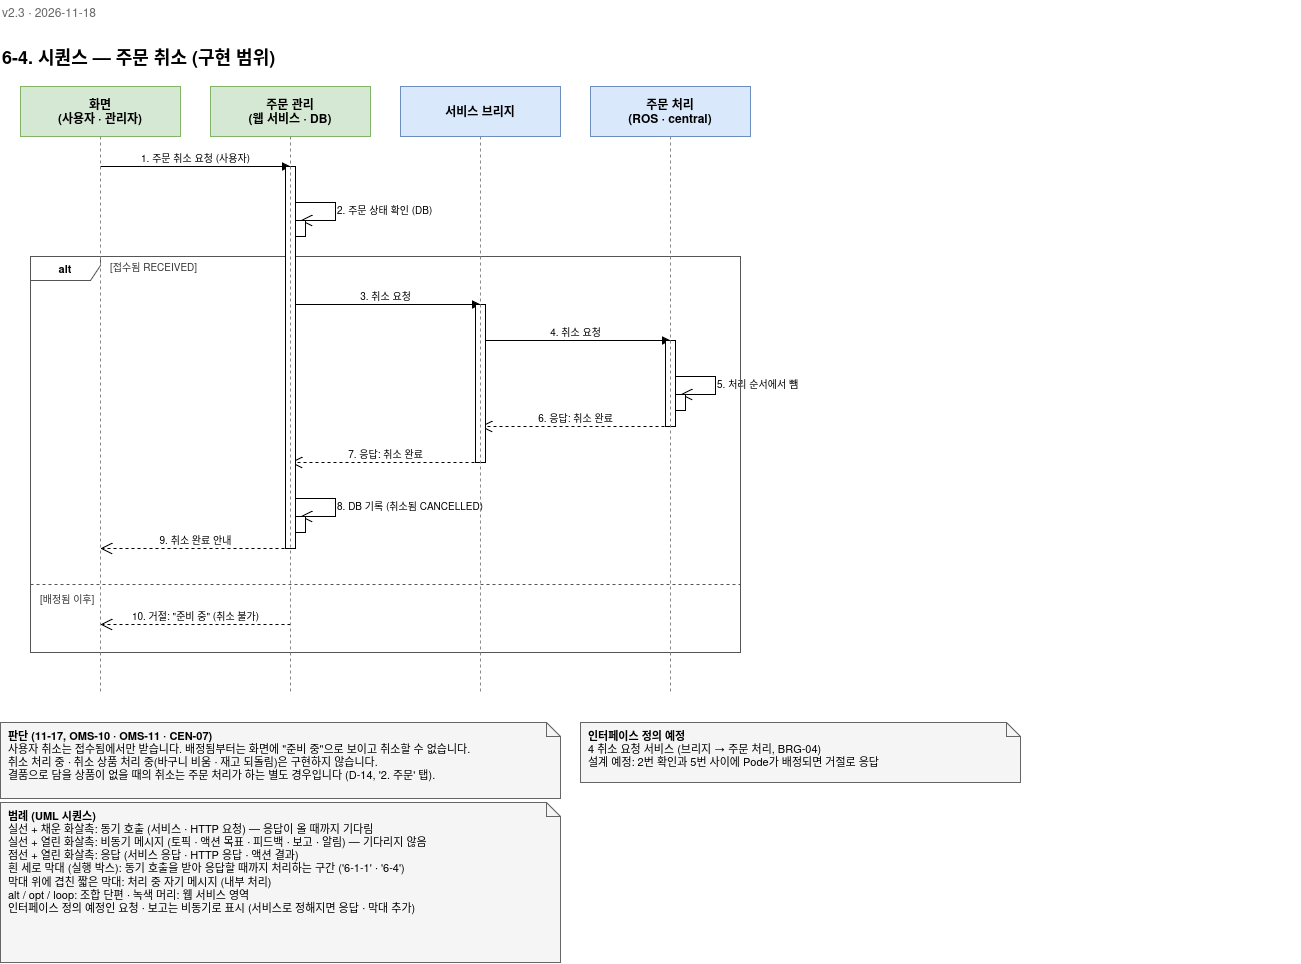 v2.3 · 2026-11-18
6-4. 시퀀스 — 주문 취소 (구현 범위)
화면
(사용자 · 관리자)
주문 관리
(웹 서비스 · DB)
서비스 브리지
주문 처리
(ROS · central)
1. 주문 취소 요청 (사용자)
2. 주문 상태 확인 (DB)
alt
[접수됨 RECEIVED]
3. 취소 요청
4. 취소 요청
5. 처리 순서에서 뺌
6. 응답: 취소 완료
7. 응답: 취소 완료
8. DB 기록 (취소됨 CANCELLED)
9. 취소 완료 안내
[배정됨 이후]
10. 거절: "준비 중" (취소 불가)
판단 (11-17, OMS-10 · OMS-11 · CEN-07)
사용자 취소는 접수됨에서만 받습니다. 배정됨부터는 화면에 "준비 중"으로 보이고 취소할 수 없습니다.
취소 처리 중 · 취소 상품 처리 중(바구니 비움 · 재고 되돌림)은 구현하지 않습니다.
결품으로 담을 상품이 없을 때의 취소는 주문 처리가 하는 별도 경우입니다 (D-14, '2. 주문' 탭).
인터페이스 정의 예정
4 취소 요청 서비스 (브리지 → 주문 처리, BRG-04)
설계 예정: 2번 확인과 5번 사이에 Pode가 배정되면 거절로 응답
범례 (UML 시퀀스)
실선 + 채운 화살촉: 동기 호출 (서비스 · HTTP 요청) — 응답이 올 때까지 기다림
실선 + 열린 화살촉: 비동기 메시지 (토픽 · 액션 목표 · 피드백 · 보고 · 알림) — 기다리지 않음
점선 + 열린 화살촉: 응답 (서비스 응답 · HTTP 응답 · 액션 결과)
흰 세로 막대 (실행 박스): 동기 호출을 받아 응답할 때까지 처리하는 구간 ('6-1-1' · '6-4')
막대 위에 겹친 짧은 막대: 처리 중 자기 메시지 (내부 처리)
alt / opt / loop: 조합 단편 · 녹색 머리: 웹 서비스 영역
인터페이스 정의 예정인 요청 · 보고는 비동기로 표시 (서비스로 정해지면 응답 · 막대 추가)